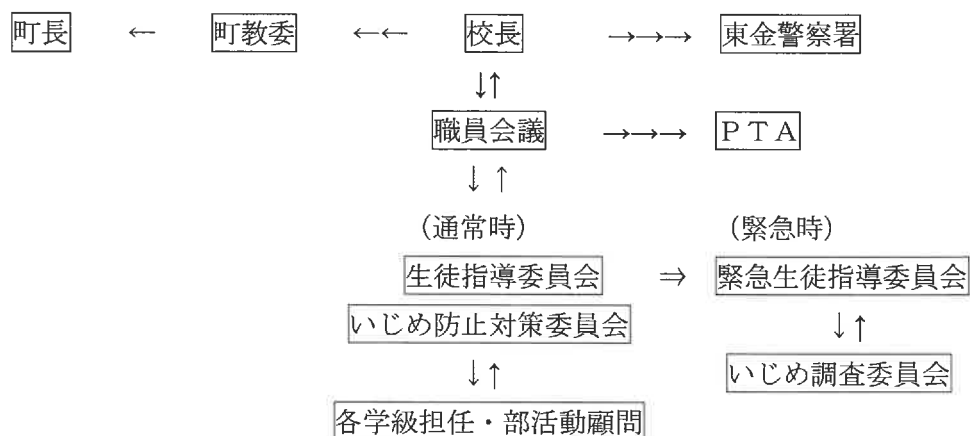 町長 ← 町教委 ←← 校長 →→→ 東金警察署
↓↑
職員会議 →→→ ＰＴＡ
↓↑
(通常時) (緊急時)
生徒指導委員会 ⇒ 緊急生徒指導委員会
いじめ防止対策委員会 ↓↑
↓↑ いじめ調査委員会
各学級担任・部活動顧問